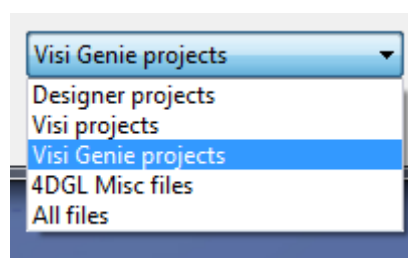 Visi Genie projects
Designer projects
Visi projects
Visi Genie projects
4DGL Misc files
All files